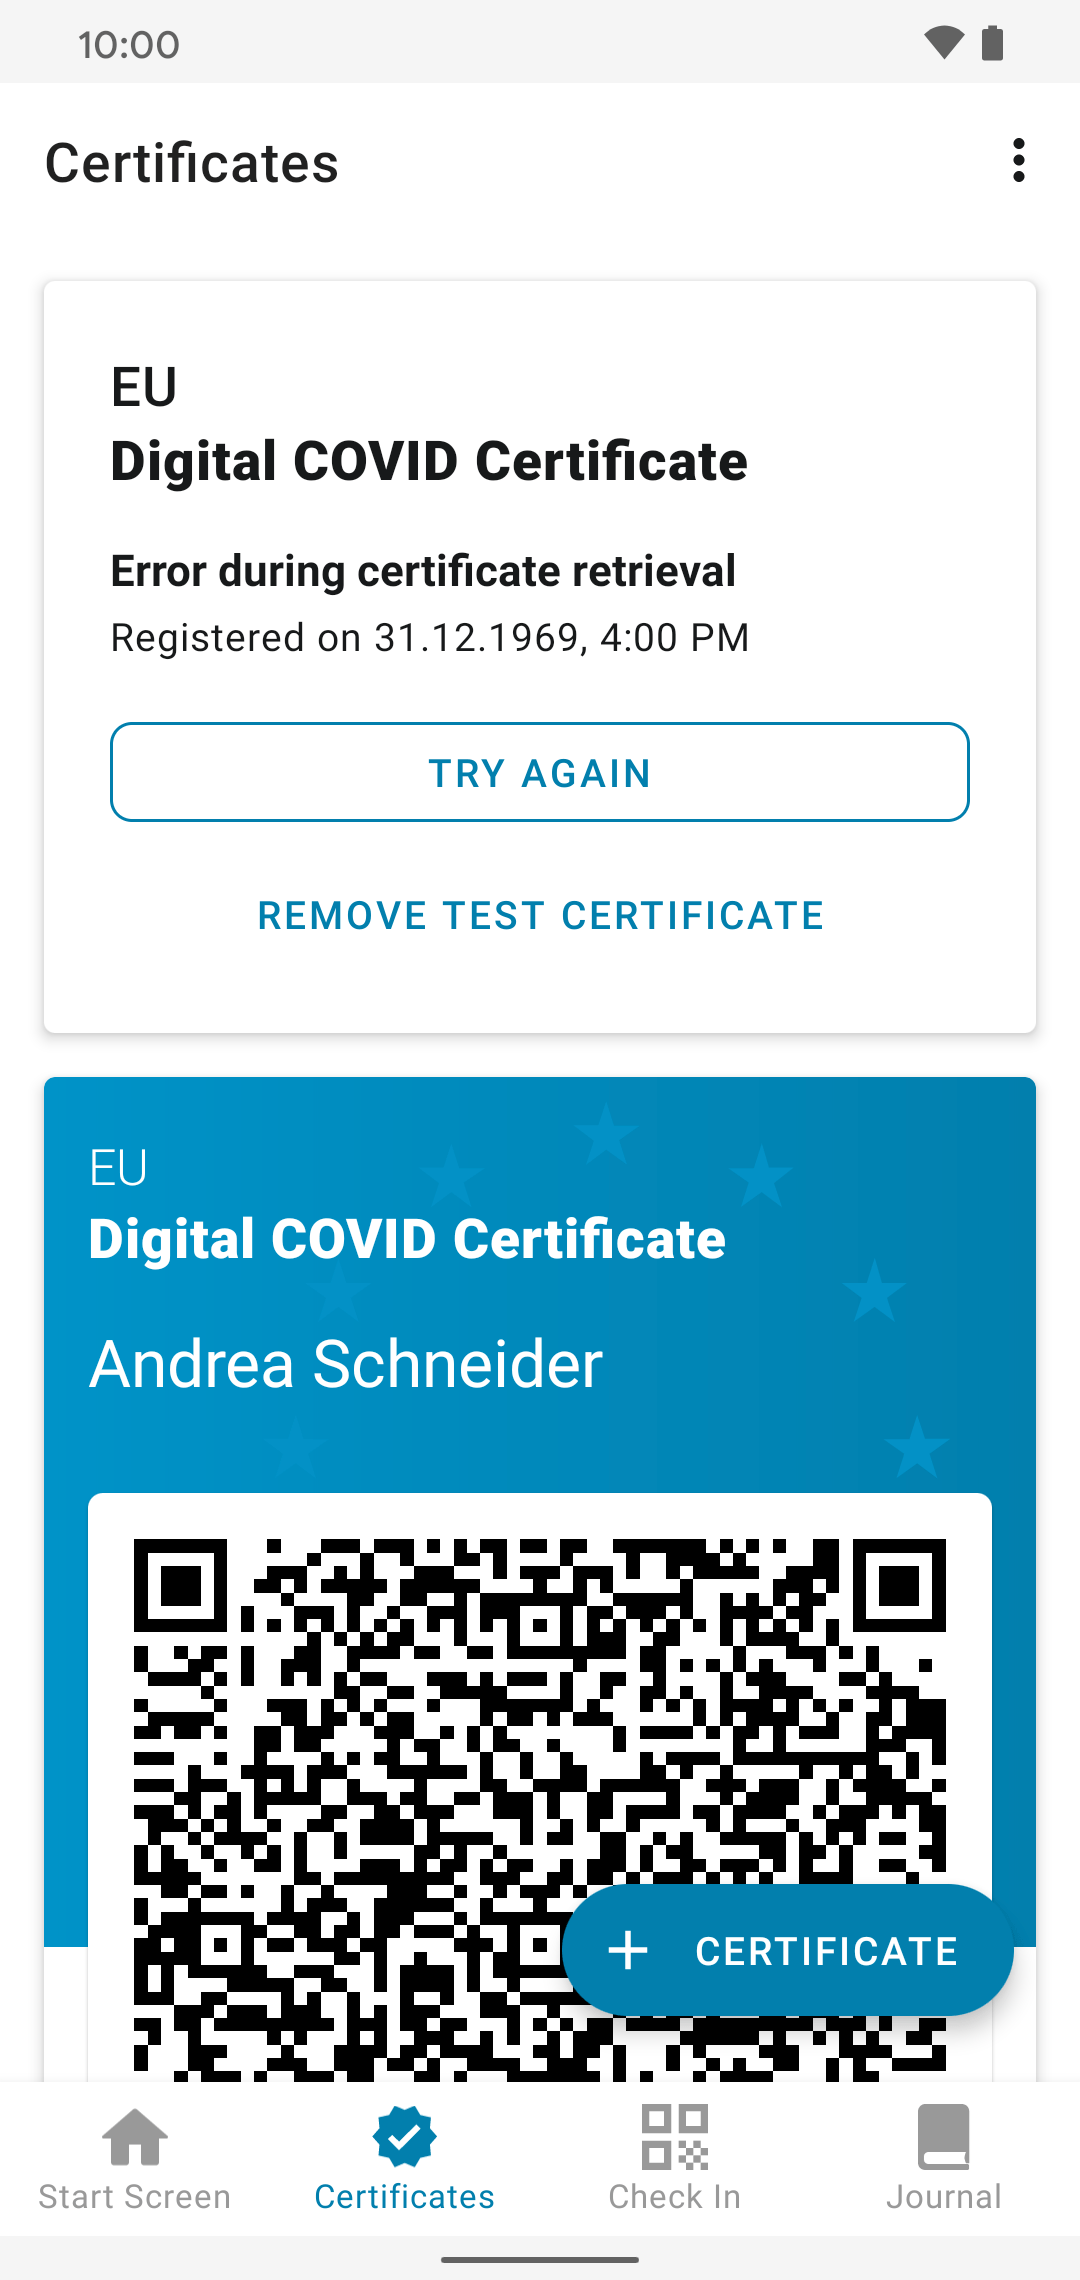 10:00
Certificates
EU
Digital COVID Certificate
Error during certificate retrieval
Registered on 31.12.1969, 4:00 PM
TRY AGAIN
REMOVE TEST CERTIFICATE
EU
Digital COVID Certificate
Andrea Schneider
CERTIFICATE
Start Screen
Certificates
Check In
Journal